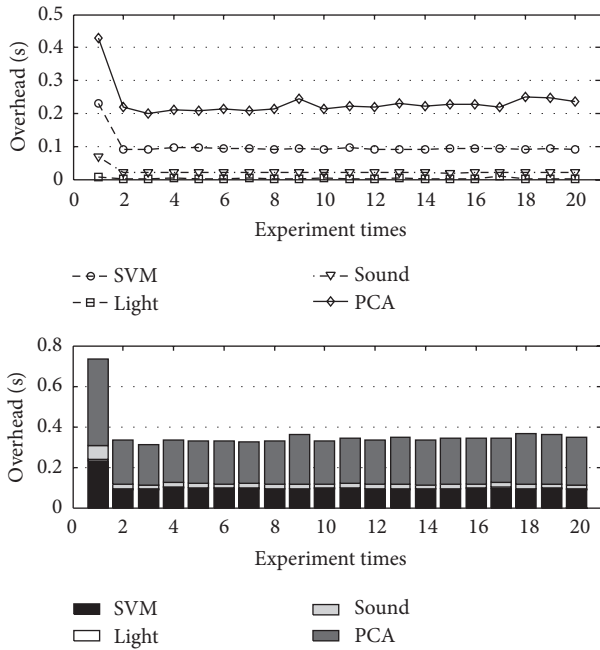 Overhead (s)
0.5
0.4
0.3
0.2
0.1
0
0 2 4 6 8 10 12 14 16 18 20
Experiment times
SVM
Sound
Light
PCA
Overhead (s)
0.8
0.6
0.4
0.2
0
0 2 4 6 8 10 12 14 16 18 20
Experiment times
SVM
Sound
Light
PCA